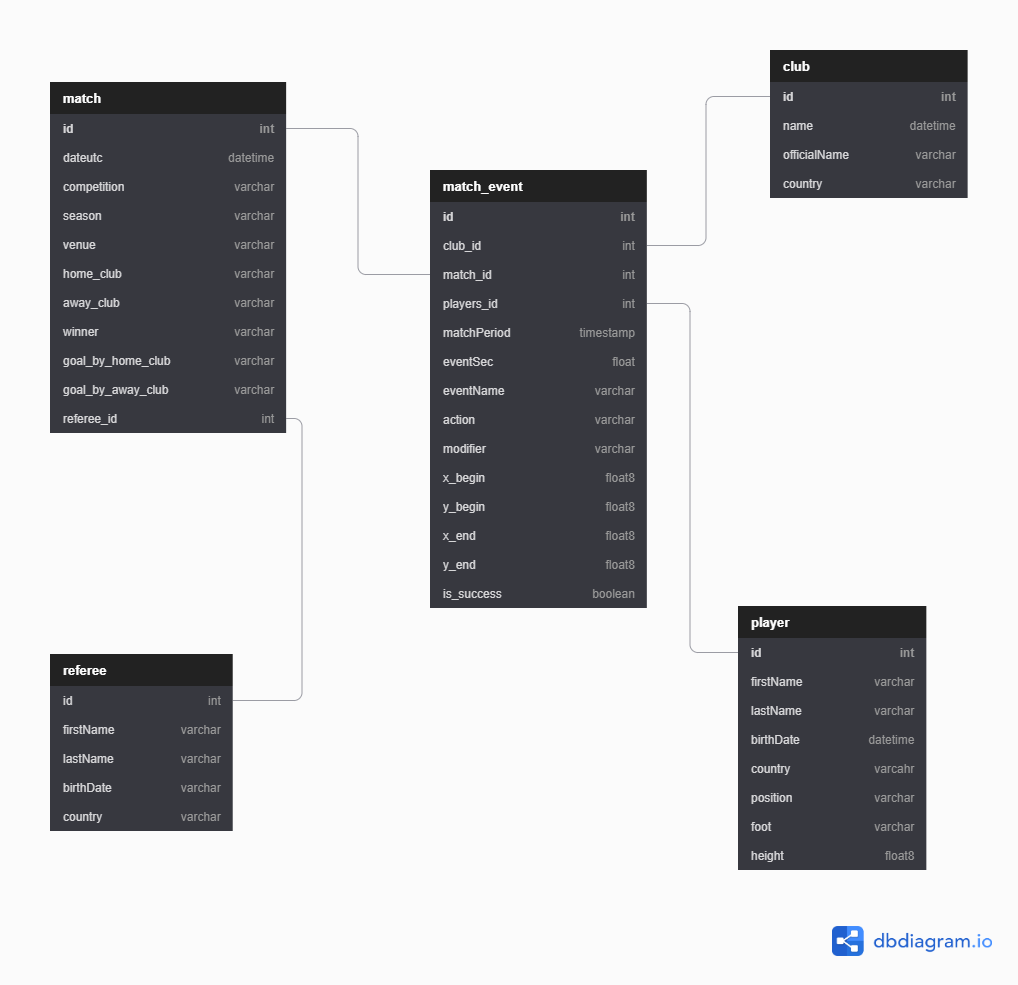 match
id int
dateutc datetime
competition varchar
season varchar
venue varchar
home_club varchar
away_club varchar
winner varchar
goal_by_home_club varchar
goal_by_away_club varchar
referee_id int
match_event
id int
club_id int
match_id int
players_id int
matchPeriod timestamp
eventSec float
eventName varchar
action varchar
modifier varchar
x_begin float8
y_begin float8
x_end float8
y_end float8
is_success boolean
club
id int
name datetime
officialName varchar
country varchar
referee
id int
firstName varchar
lastName varchar
birthDate varchar
country varchar
player
id int
firstName varchar
lastName varchar
birthDate datetime
country varcahr
position varchar
foot varchar
height float8
dbdiagram.io